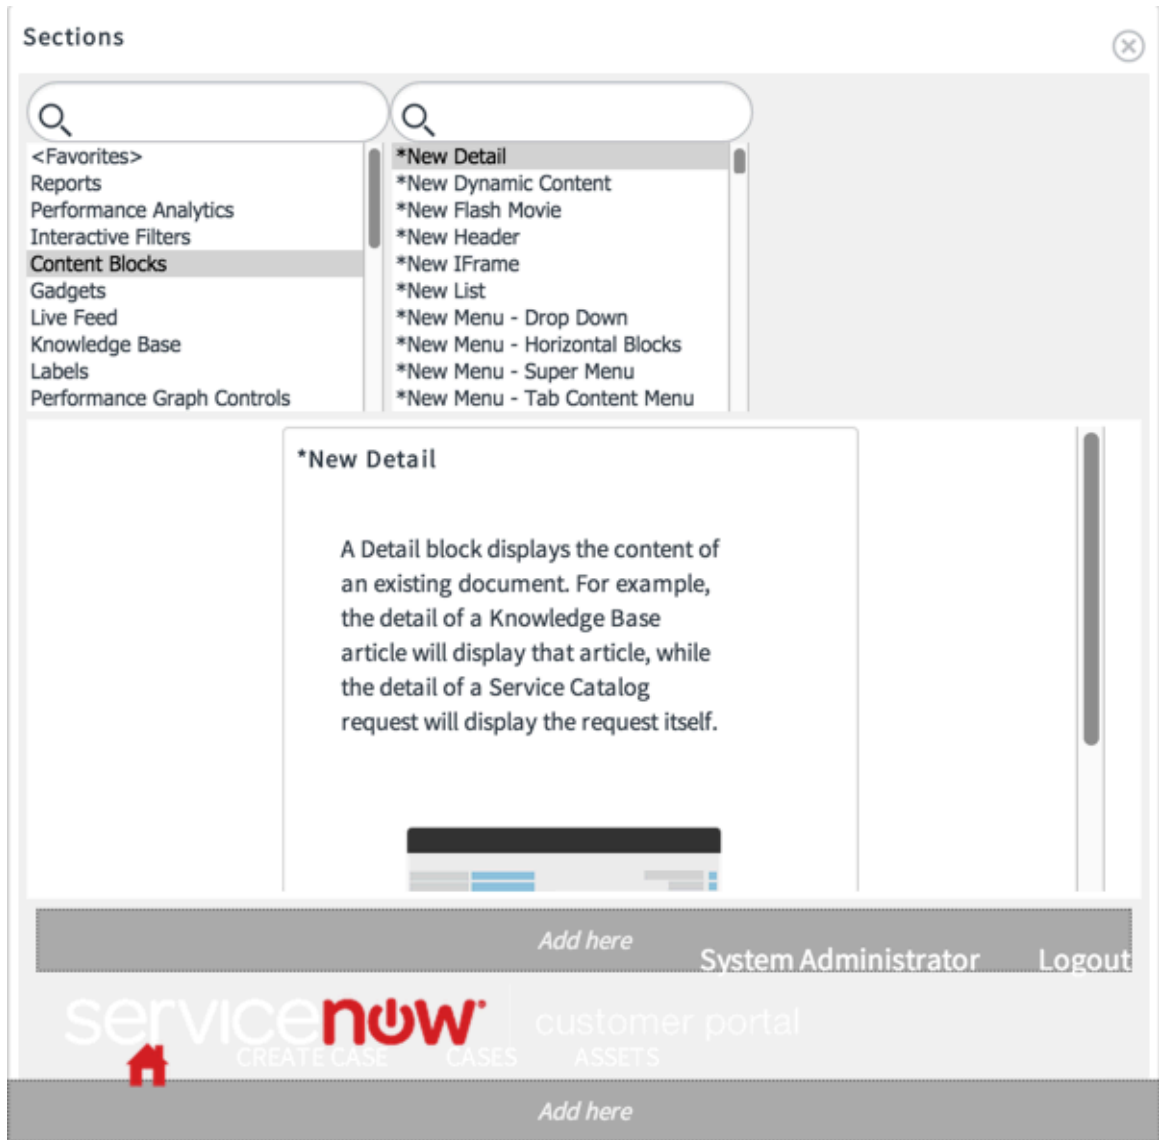 Sections
<Favorites>
Reports
Performance Analytics
Interactive Filters
Content Blocks
Gadgets
Live Feed
Knowledge Base
Labels
Performance Graph Controls
*New Detail
*New Dynamic Content
*New Flash Movie
*New Header
*New IFrame
*New List
*New Menu - Drop Down
*New Menu - Horizontal Blocks
*New Menu - Super Menu
*New Menu - Tab Content Menu
*New Detail
A Detail block displays the content of
an existing document. For example,
the detail of a Knowledge Base
article will display that article, while
the detail of a Service Catalog
request will display the request itself.
Add here
System Administrator Logout
servicenow customer portal
CREATE CASE CASES ASSETS
Add here